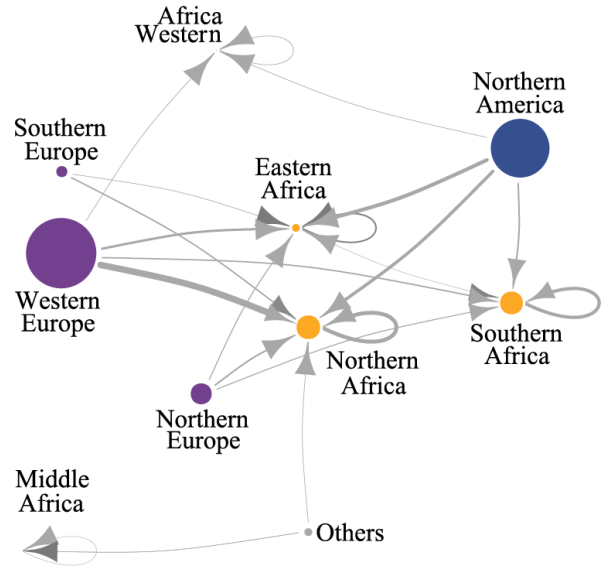 Africa
Western
Northern
America
Southern
Europe
Eastern
Africa
Western
Europe
Southern
Africa
Northern
Africa
Northern
Europe
Middle
Africa
Others